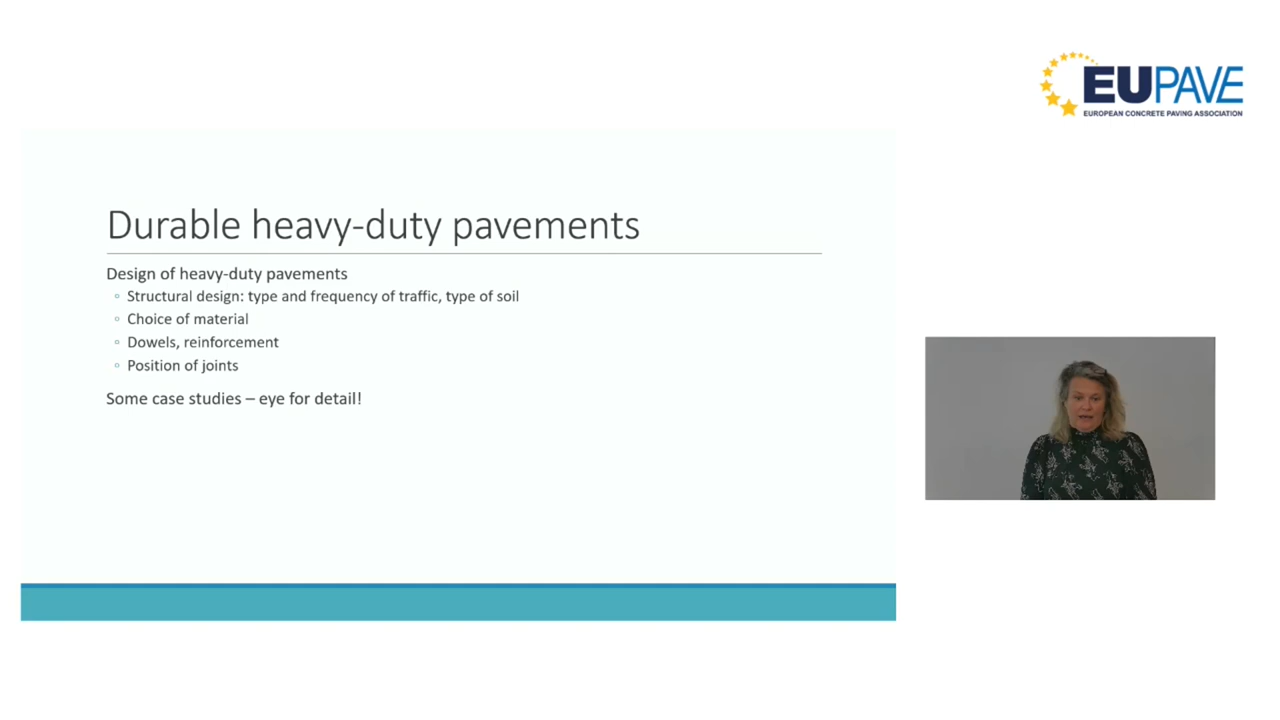 EUPAVE
EUROPEAN CONCRETE PAVING ASSOCIATION
Durable heavy-duty pavements
Design of heavy-duty pavements
◦ Structural design: type and frequency of traffic, type of soil
◦ Choice of material
◦ Dowels, reinforcement
◦ Position of joints
Some case studies – eye for detail!